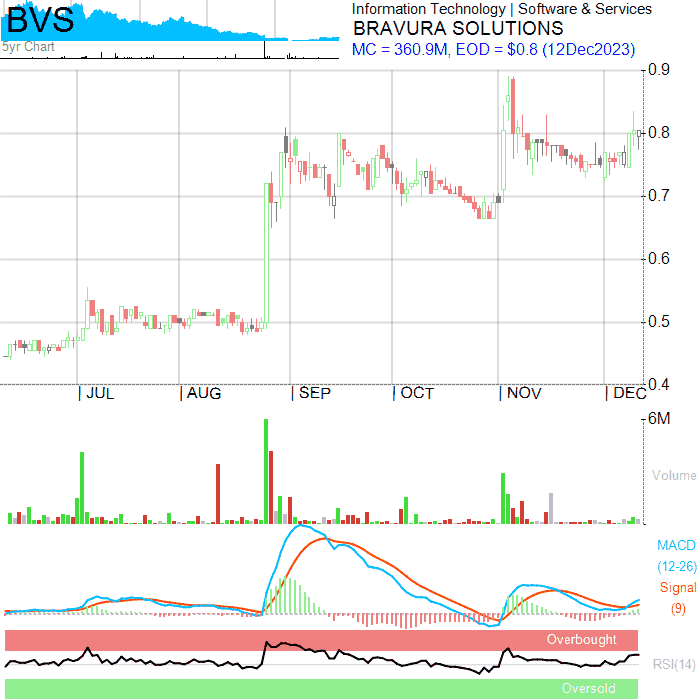 BVS
5yr Chart
Information Technology | Software & Services
BRAVURA SOLUTIONS
MC = 360.9M, EOD = $0.8 (12Dec2023)
0.9
0.8
0.7
0.6
0.5
0.4
| JUL | AUG | SEP | OCT | NOV | DEC
6M
Volume
MACD
(12-26)
Signal
(9)
Overbought
RSI(14)
Oversold